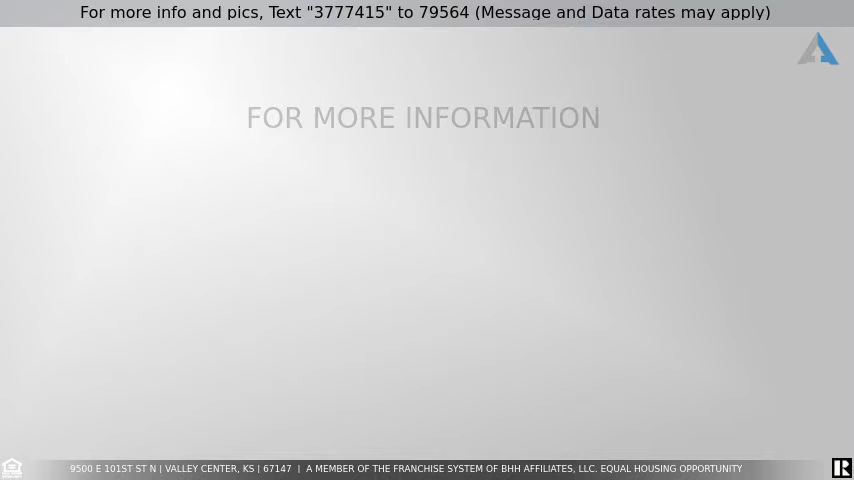 For more info and pics, Text "3777415" to 79564 (Message and Data rates may apply)
FOR MORE INFORMATION
9500 E 101ST ST N | VALLEY CENTER, KS | 67147 | A MEMBER OF THE FRANCHISE SYSTEM OF BHH AFFILIATES, LLC. EQUAL HOUSING OPPORTUNITY